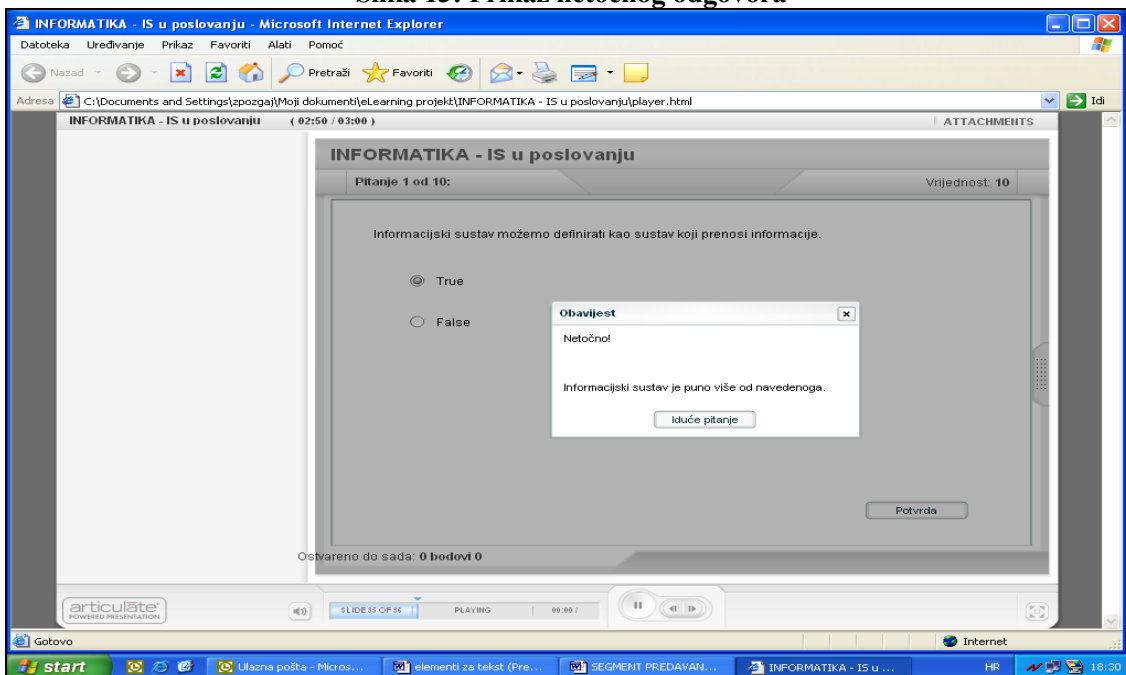 Slika 15. Prikaz netočnog odgovora
INFORMATIKA - IS u poslovanju - Microsoft Internet Explorer
Datoteka Uređivanje Prikaz Favoriti Alati Pomoć
Nazad Pretraži Favoriti
Adresa C:\Documents and Settings\zpozgaj\Moji dokumenti\eLearning projekt\INFORMATIKA - IS u poslovanju\player.html Idi
INFORMATIKA - IS u poslovanju ( 02:50 / 03:00 ) ATTACHMENTS
INFORMATIKA - IS u poslovanju
Pitanje 1 od 10: Vrijednost: 10
Informacijski sustav možemo definirati kao sustav koji prenosi informacije.
True
False
Obavijest
Netočno!
Informacijski sustav je puno više od navedenoga.
Iduće pitanje
Potvrda
Ostvareno do sada: 0 bodovi 0
articulate
POWERED PRESENTATION
SLIDE 35 OF 36 PLAYING 00:00 /
Gotovo Internet
start Ulazna pošta - Micros... elementi za tekst (Pre... SEGMENT PREDAVAN... INFORMATIKA - IS u ... HR 18:30